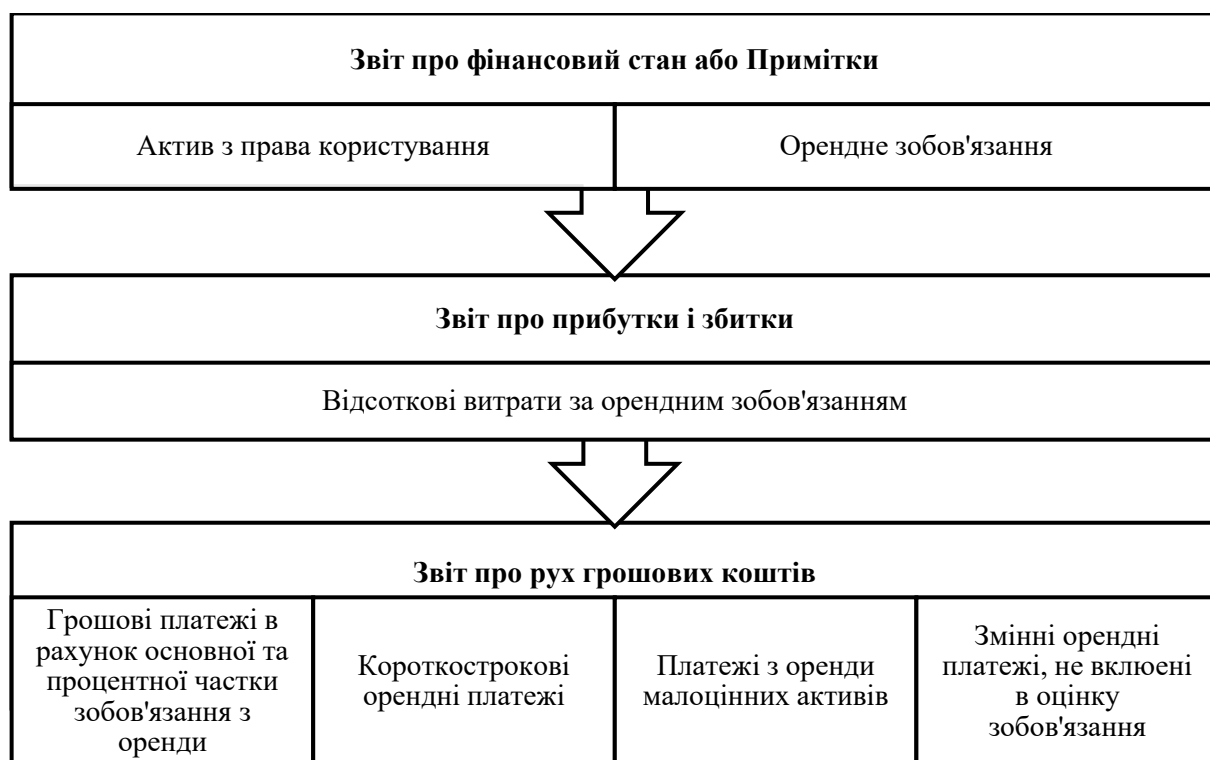 Звіт про фінансовий стан або Примітки
Актив з права користування
Орендне зобов'язання
Звіт про прибутки і збитки
Відсоткові витрати за орендним зобов'язанням
Звіт про рух грошових коштів
Грошові платежі в
рахунок основної та
процентної частки
зобов'язання з
оренди
Короткострокові
орендні платежі
Платежі з оренди
малоцінних активів
Змінні орендні
платежі, не вклюені
в оцінку
зобов'язання